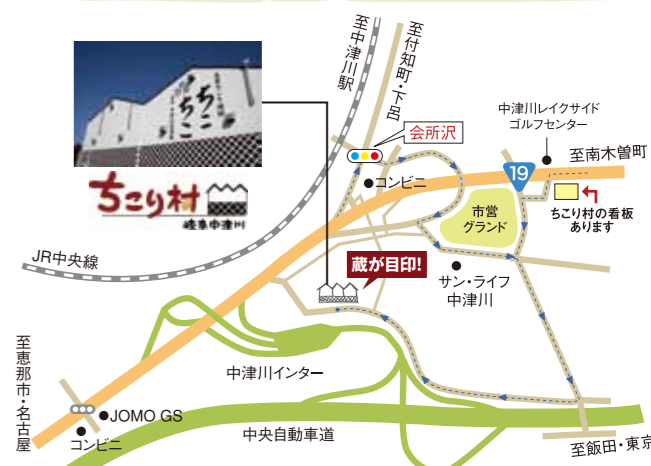 至中津川駅
至付知町・下呂
会所沢
中津川レイクサイド
ゴルフセンター
至南木曽町
19
コンビニ
市営
グランド
ちこり村の看板
あります
ちこり村
岐阜中津川
ちこ
ちこ
JR中央線
蔵が目印!
サン・ライフ
中津川
中津川インター
至恵那市・名古屋
JOMO GS
コンビニ
中央自動車道
至飯田・東京